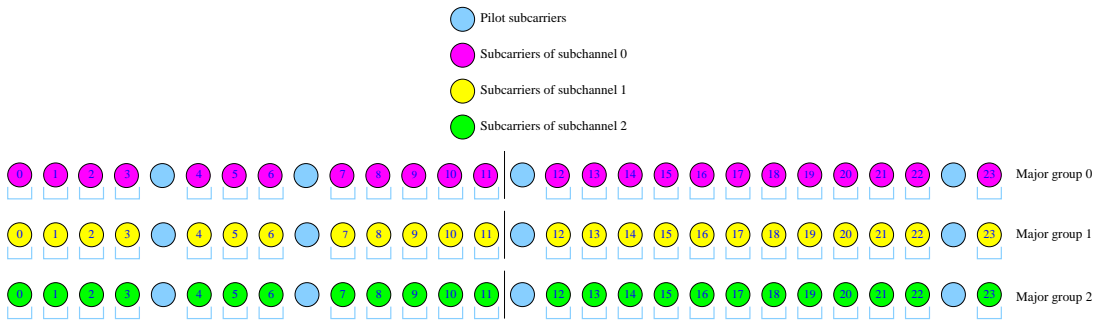 Pilot subcarriers
Subcarriers of subchannel 0
Subcarriers of subchannel 1
Subcarriers of subchannel 2
0 1 2 3 4 5 6 7 8 9 10 11 12 13 14 15 16 17 18 19 20 21 22 23 Major group 0
0 1 2 3 4 5 6 7 8 9 10 11 12 13 14 15 16 17 18 19 20 21 22 23 Major group 1
0 1 2 3 4 5 6 7 8 9 10 11 12 13 14 15 16 17 18 19 20 21 22 23 Major group 2